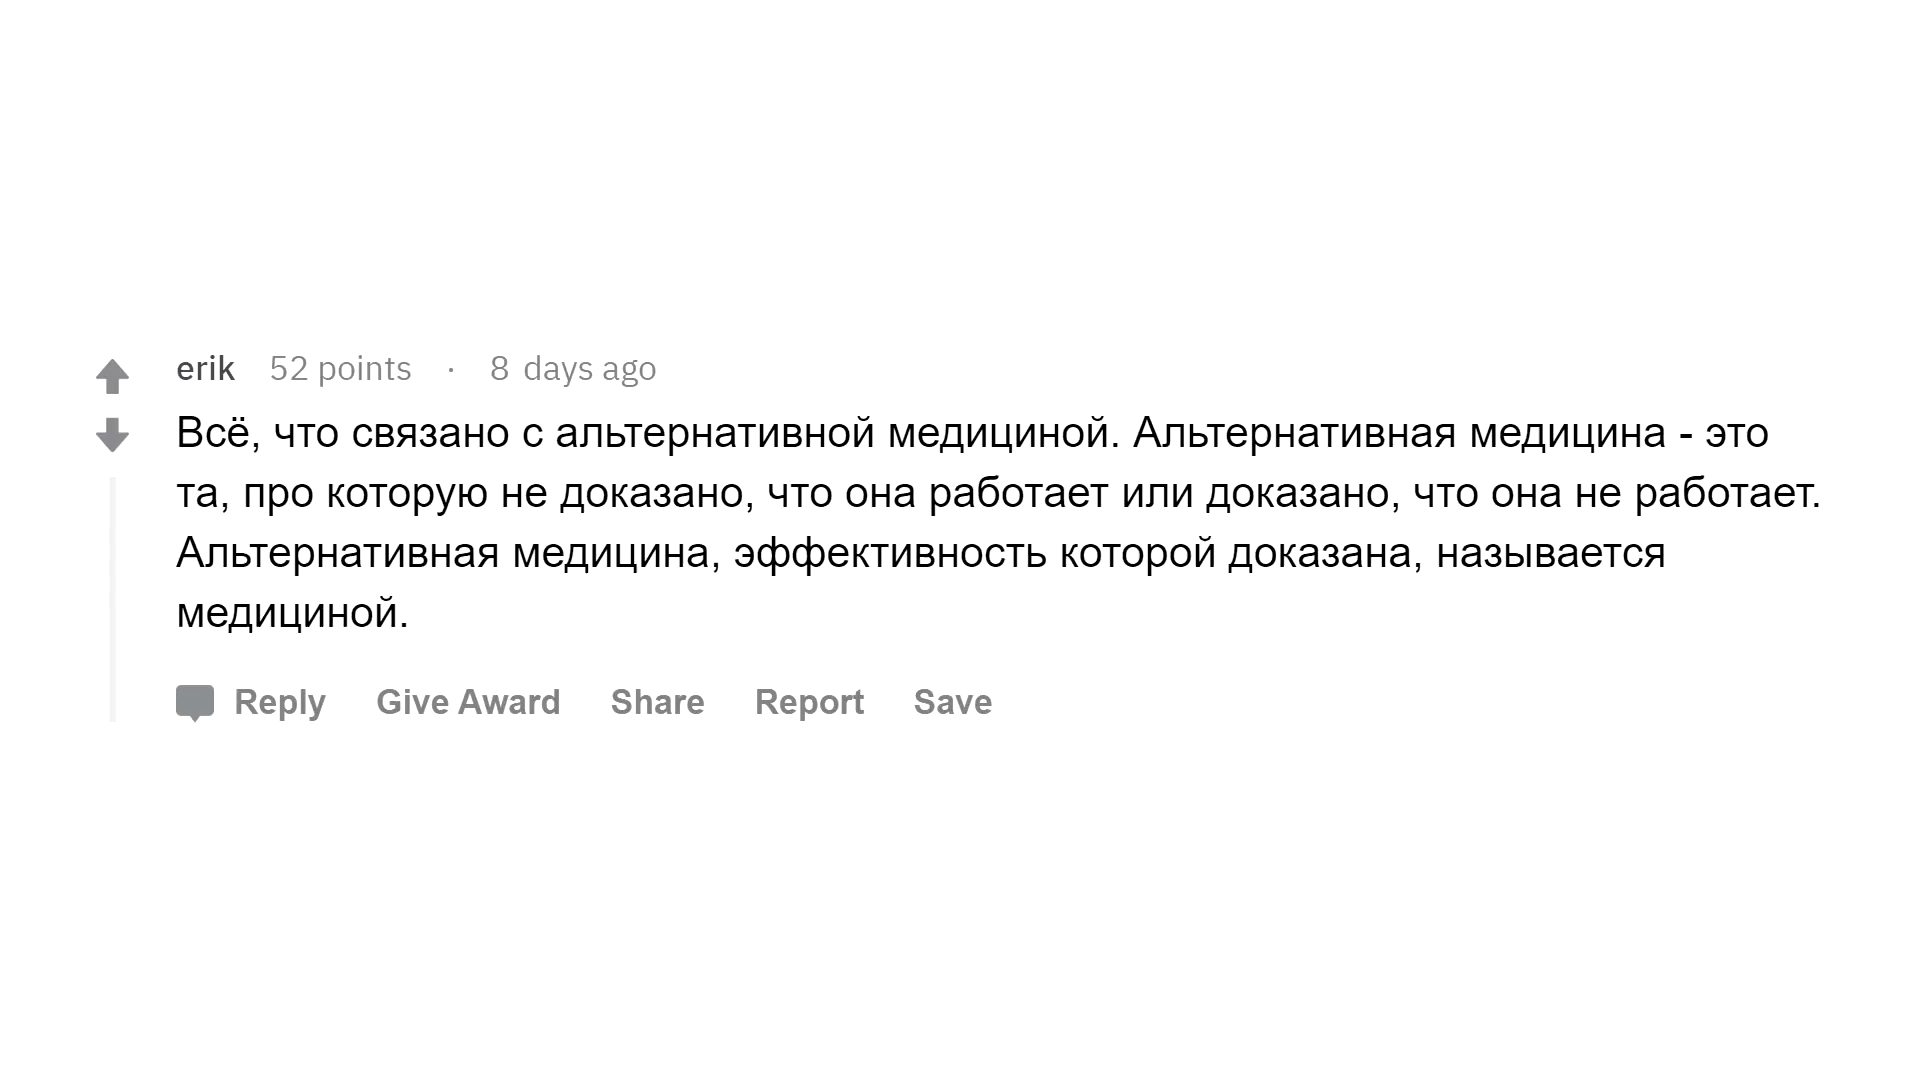 erik 52 points · 8 days ago
Всё, что связано с альтернативной медициной. Альтернативная медицина - это
та, про которую не доказано, что она работает или доказано, что она не работает.
Альтернативная медицина, эффективность которой доказана, называется
медициной.
Reply Give Award Share Report Save